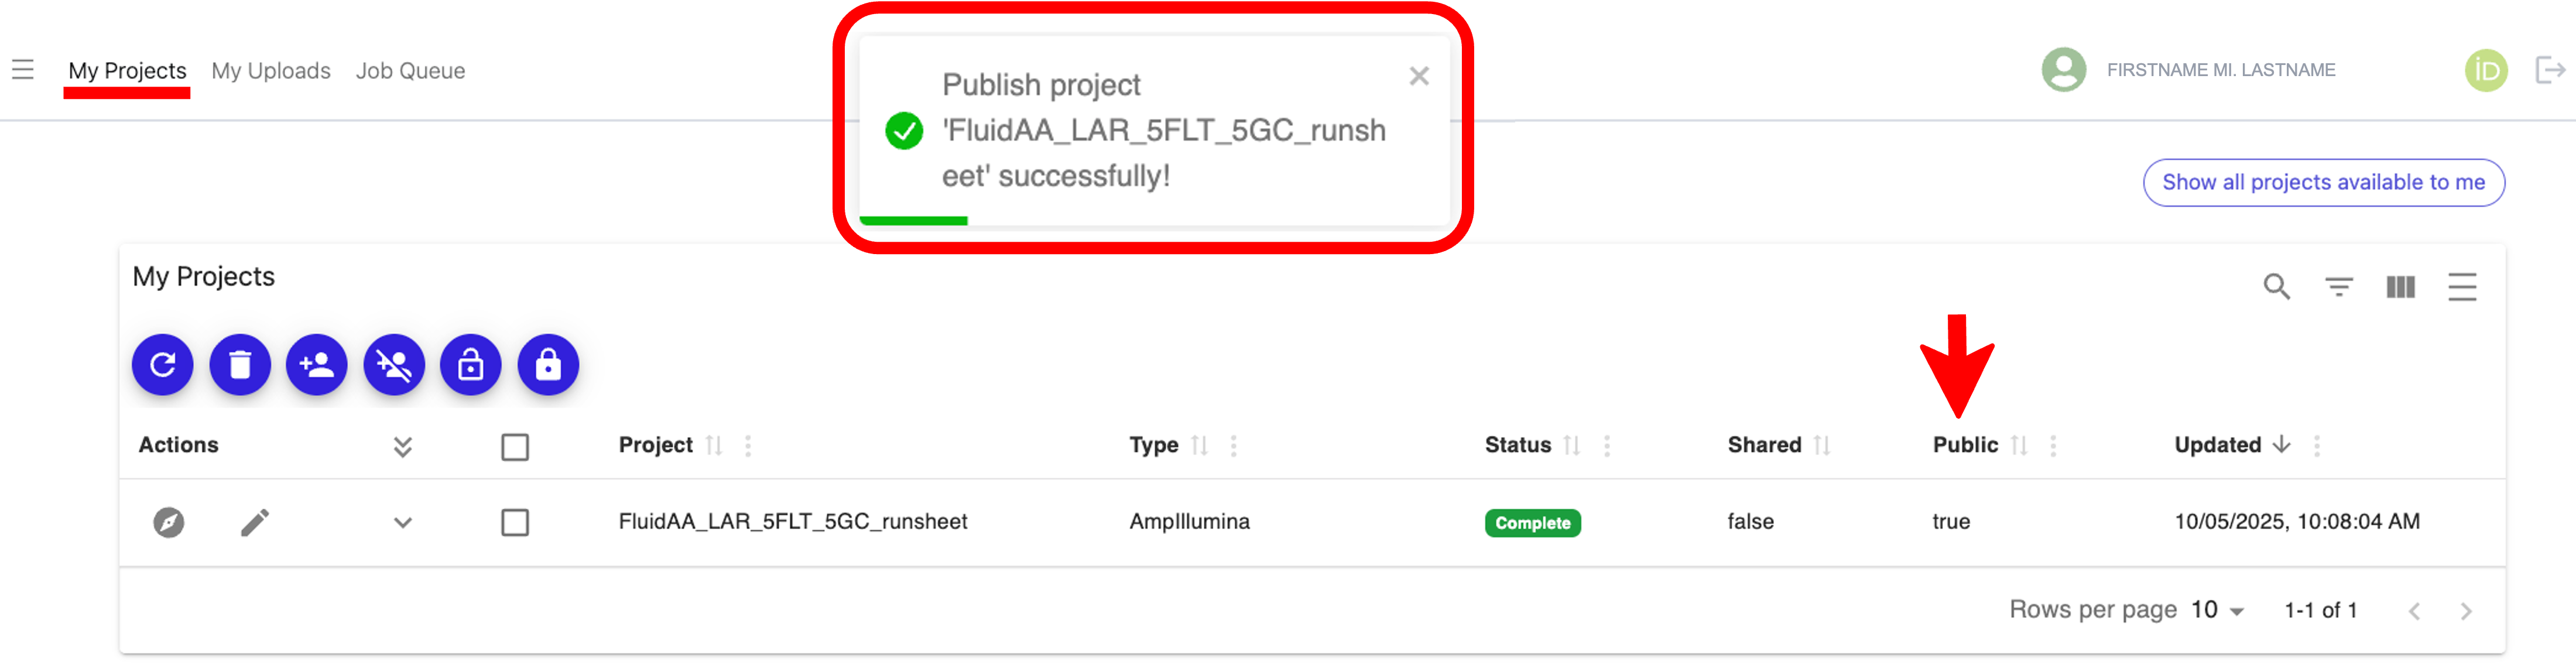 My Projects My Uploads Job Queue
Publish project
'FluidAA_LAR_5FLT_5GC_runsh
eet' successfully!
FIRSTNAME MI. LASTNAME
iD
Show all projects available to me
My Projects
Actions Project Type Status Shared Public Updated
FluidAA_LAR_5FLT_5GC_runsheet AmpIllumina Complete false true 10/05/2025, 10:08:04 AM
Rows per page 10 1-1 of 1